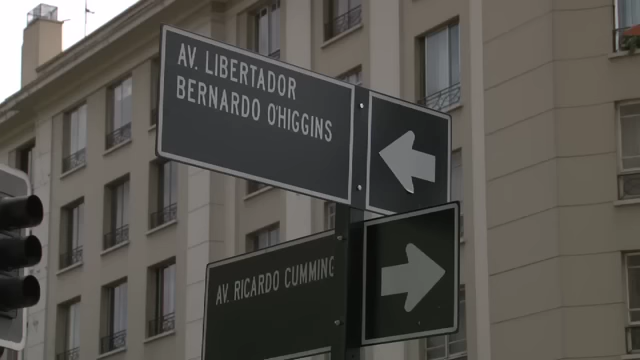 AV. LIBERTADOR
BERNARDO O'HIGGINS
AV. RICARDO CUMMING